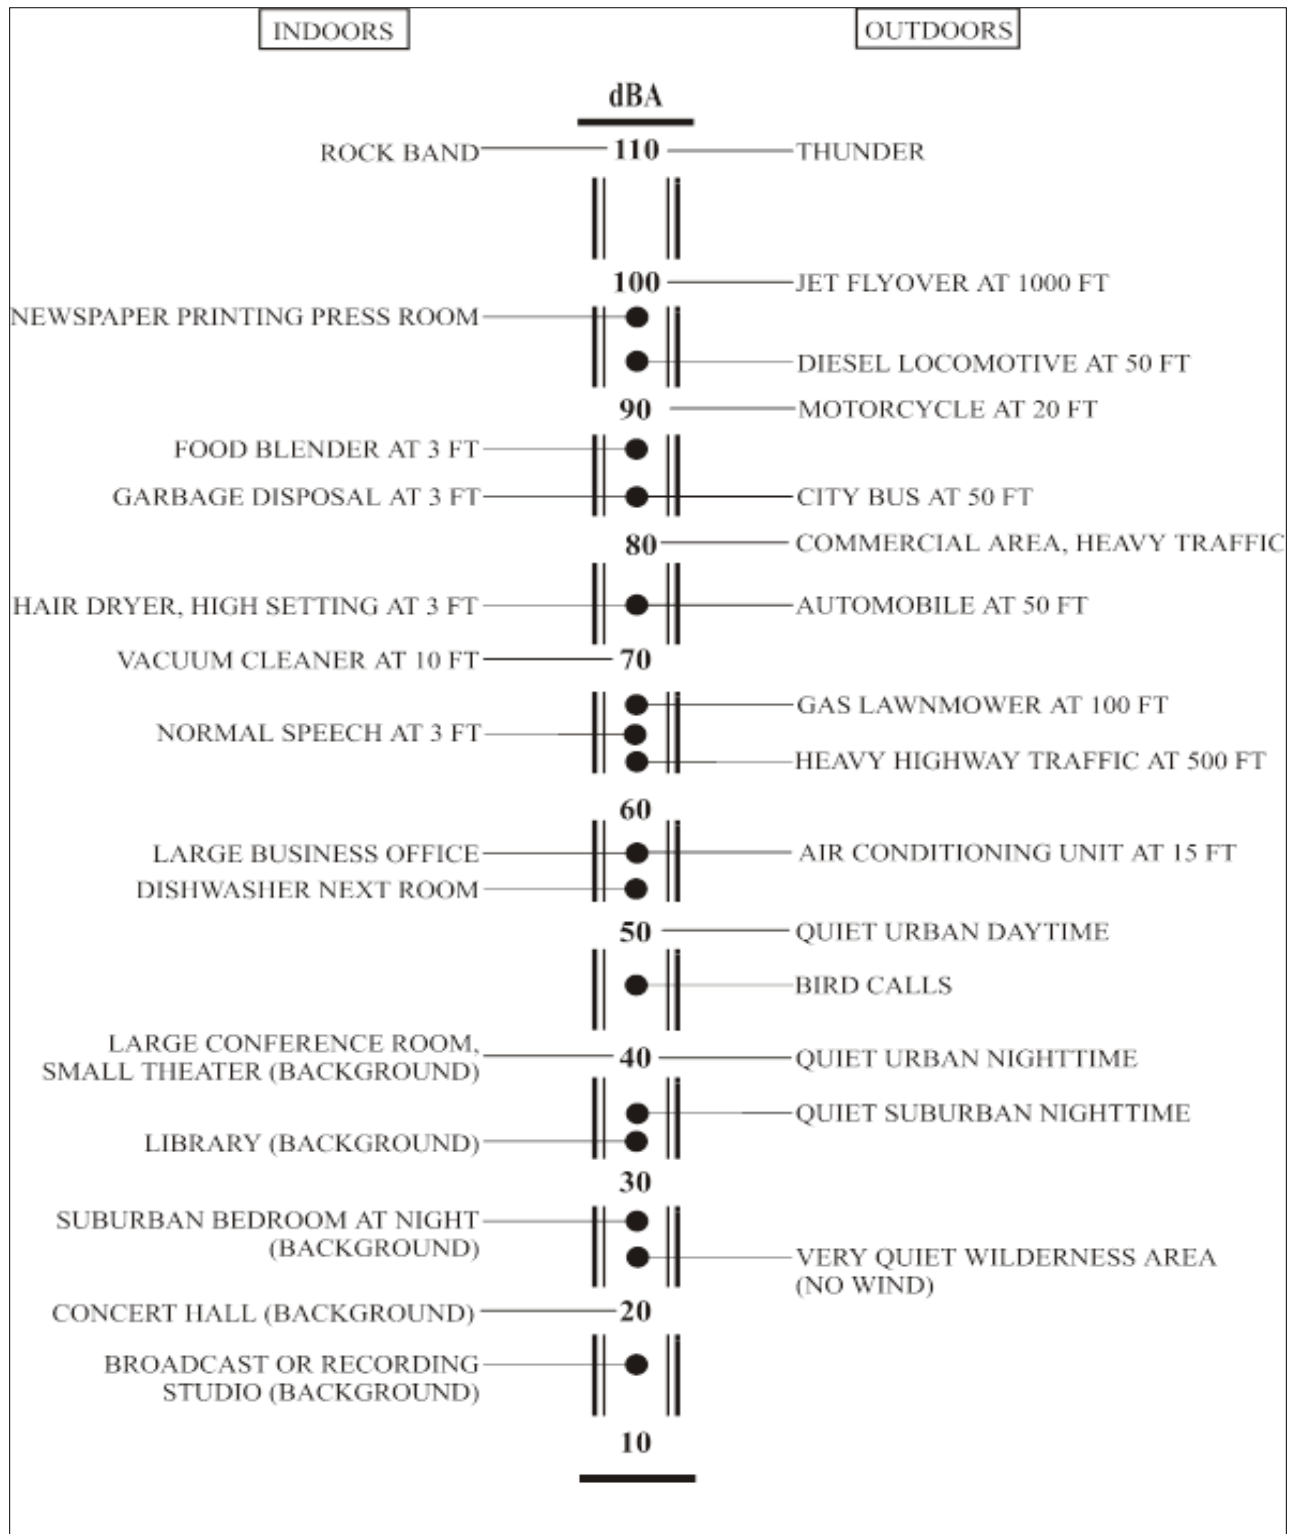 INDOORS
OUTDOORS
dBA
ROCK BAND 110 THUNDER
100 JET FLYOVER AT 1000 FT
NEWSPAPER PRINTING PRESS ROOM
DIESEL LOCOMOTIVE AT 50 FT
90 MOTORCYCLE AT 20 FT
FOOD BLENDER AT 3 FT
GARBAGE DISPOSAL AT 3 FT CITY BUS AT 50 FT
80 COMMERCIAL AREA, HEAVY TRAFFIC
HAIR DRYER, HIGH SETTING AT 3 FT AUTOMOBILE AT 50 FT
VACUUM CLEANER AT 10 FT 70
GAS LAWNMOWER AT 100 FT
NORMAL SPEECH AT 3 FT
HEAVY HIGHWAY TRAFFIC AT 500 FT
60
LARGE BUSINESS OFFICE AIR CONDITIONING UNIT AT 15 FT
DISHWASHER NEXT ROOM
50 QUIET URBAN DAYTIME
BIRD CALLS
LARGE CONFERENCE ROOM,
SMALL THEATER (BACKGROUND)
40 QUIET URBAN NIGHTTIME
QUIET SUBURBAN NIGHTTIME
LIBRARY (BACKGROUND)
30
SUBURBAN BEDROOM AT NIGHT
(BACKGROUND)
VERY QUIET WILDERNESS AREA
(NO WIND)
CONCERT HALL (BACKGROUND) 20
BROADCAST OR RECORDING
STUDIO (BACKGROUND)
10